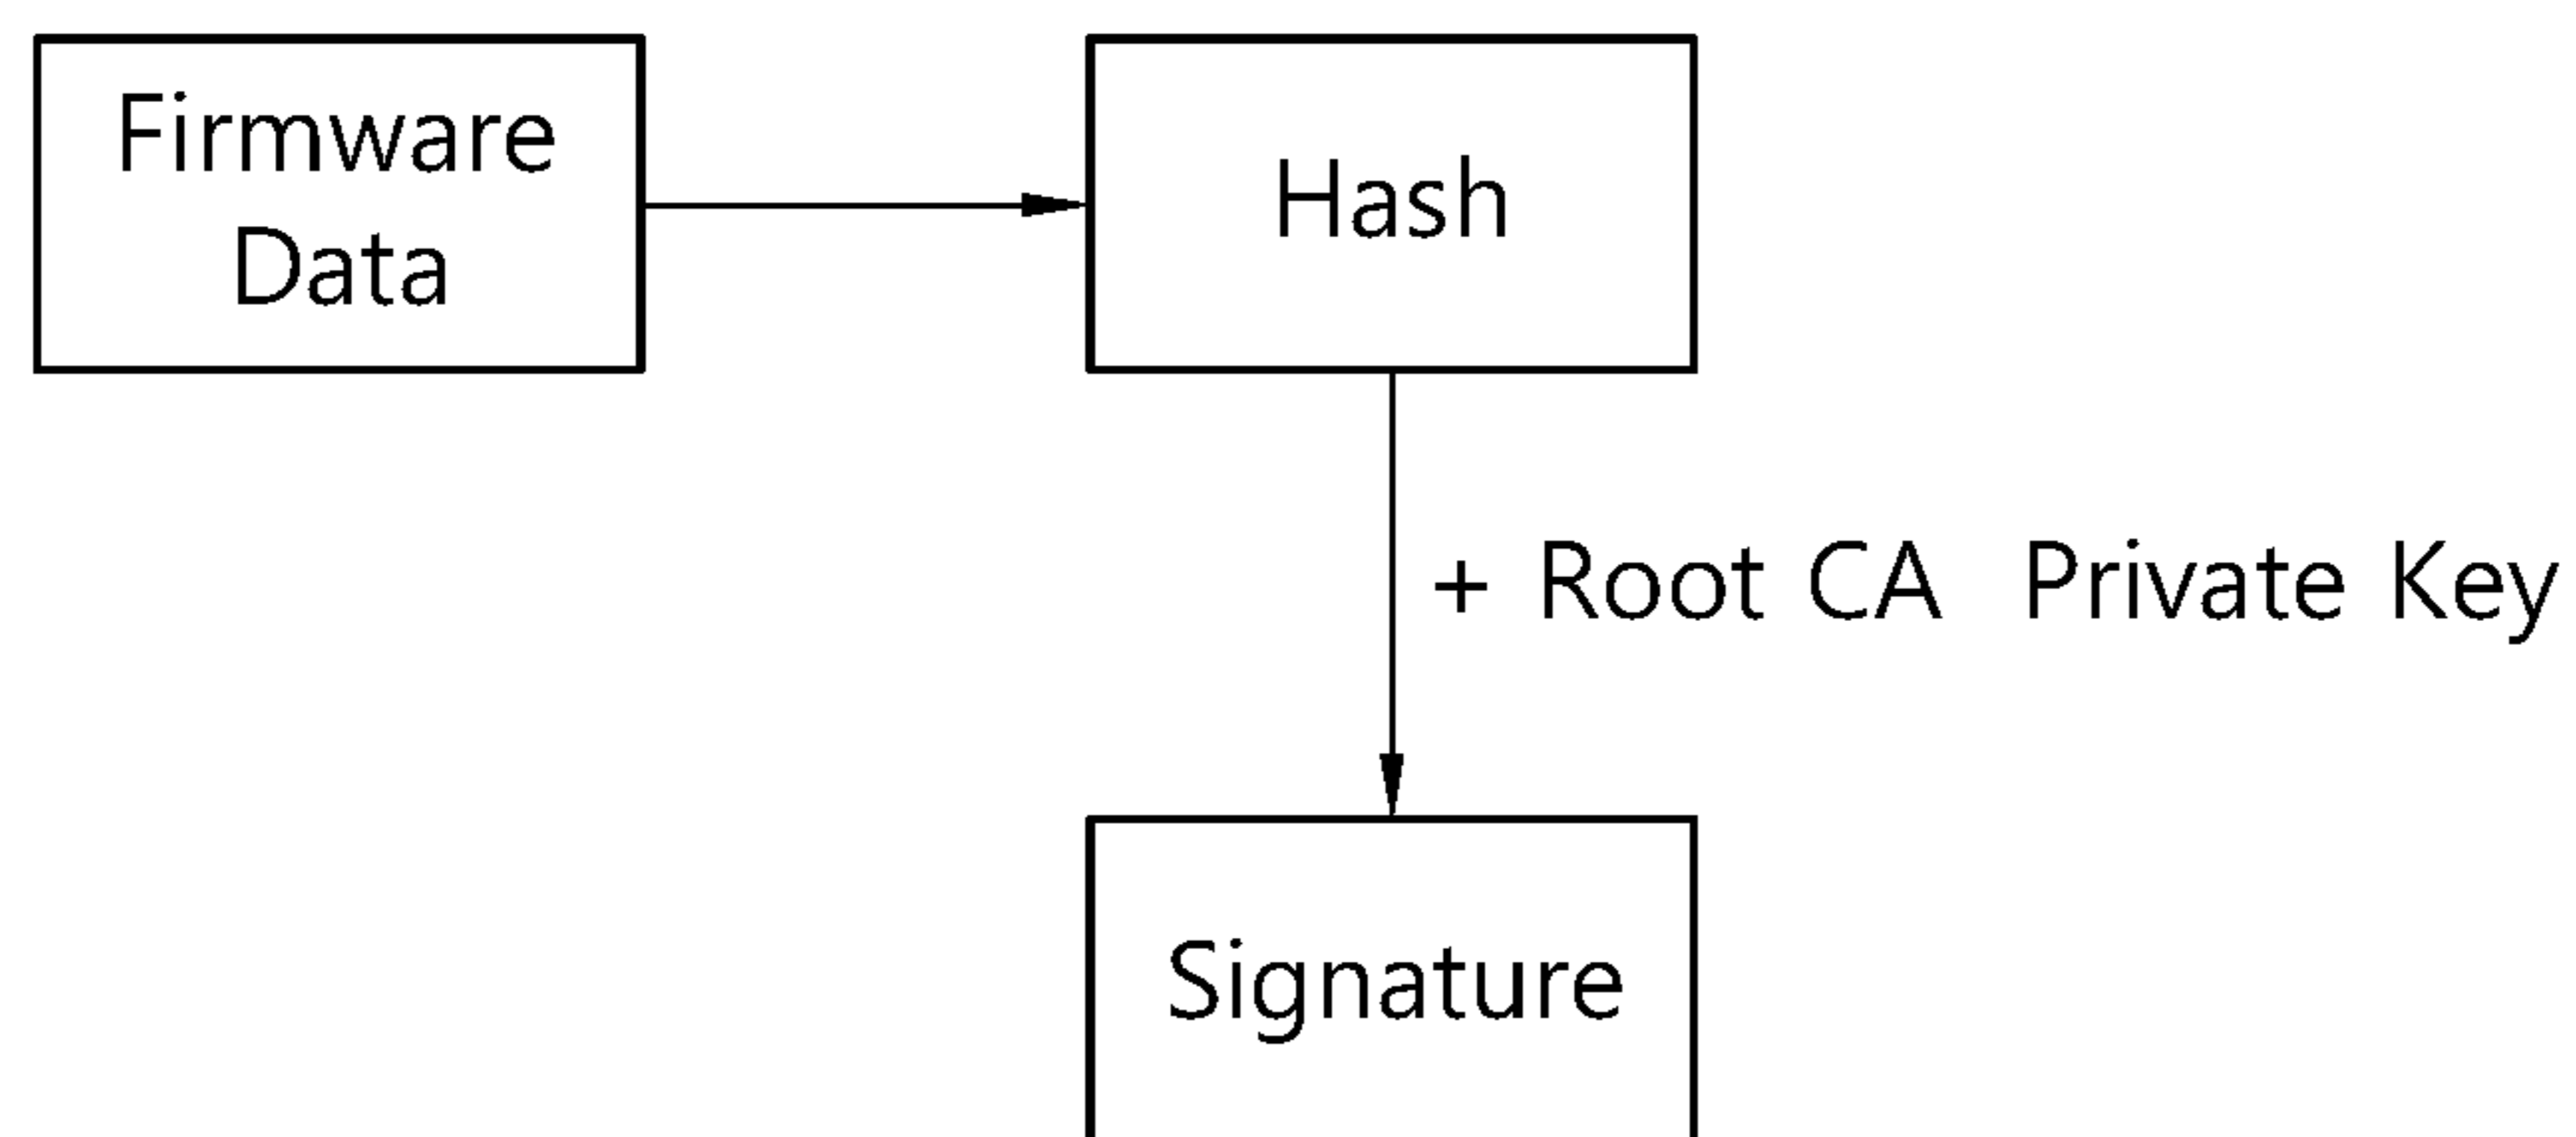 Firmware
Data
Hash
+ Root CA Private Key
Signature